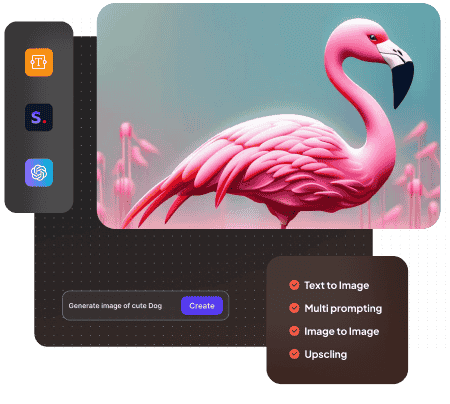 T
S.
Generate image of cute Dog
Create
Text to Image
Multi prompting
Image to Image
Upscling